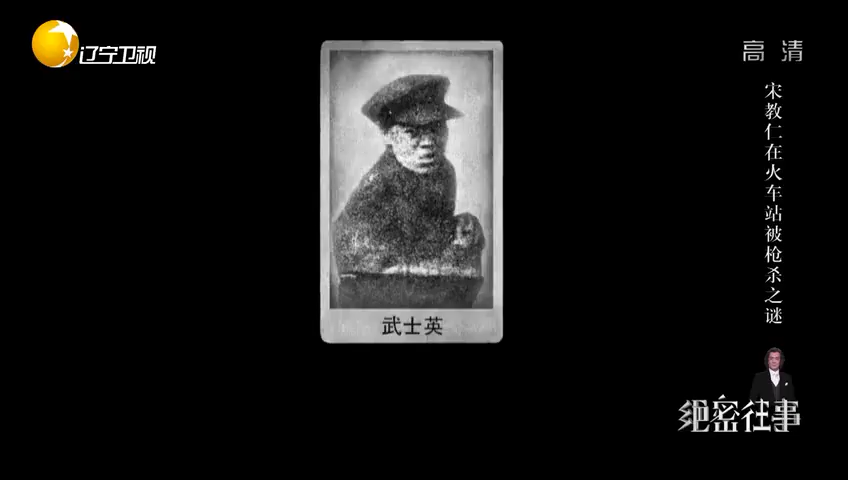 辽宁卫视
高清
宋教仁在火车站被枪杀之谜
武士英
绝密往事